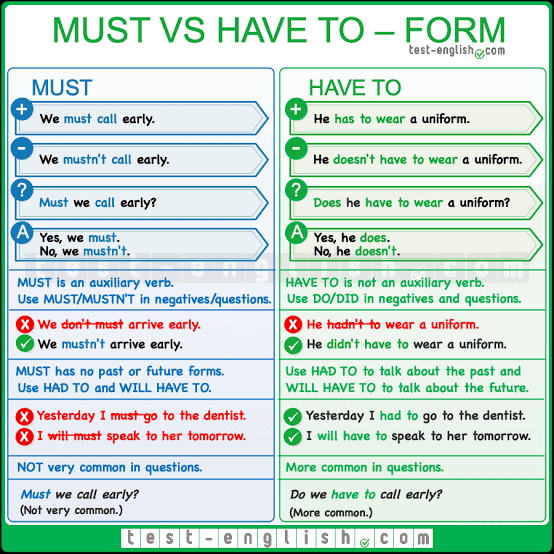 MUST VS HAVE TO – FORM
test-english.com
MUST
+ We must call early.
- We mustn't call early.
? Must we call early?
A Yes, we must.
No, we mustn't.
MUST is an auxiliary verb.
Use MUST/MUSTN'T in negatives/questions.
We don't must arrive early.
We mustn't arrive early.
MUST has no past or future forms.
Use HAD TO and WILL HAVE TO.
Yesterday I must go to the dentist.
I will must speak to her tomorrow.
NOT very common in questions.
Must we call early?
(Not very common.)
HAVE TO
+ He has to wear a uniform.
- He doesn't have to wear a uniform.
? Does he have to wear a uniform?
A Yes, he does.
No, he doesn't.
HAVE TO is not an auxiliary verb.
Use DO/DID in negatives and questions.
He hadn't to wear a uniform.
He didn't have to wear a uniform.
Use HAD TO to talk about the past and
WILL HAVE TO to talk about the future.
Yesterday I had to go to the dentist.
I will have to speak to her tomorrow.
More common in questions.
Do we have to call early?
(More common.)
test-english.com
test-english.com